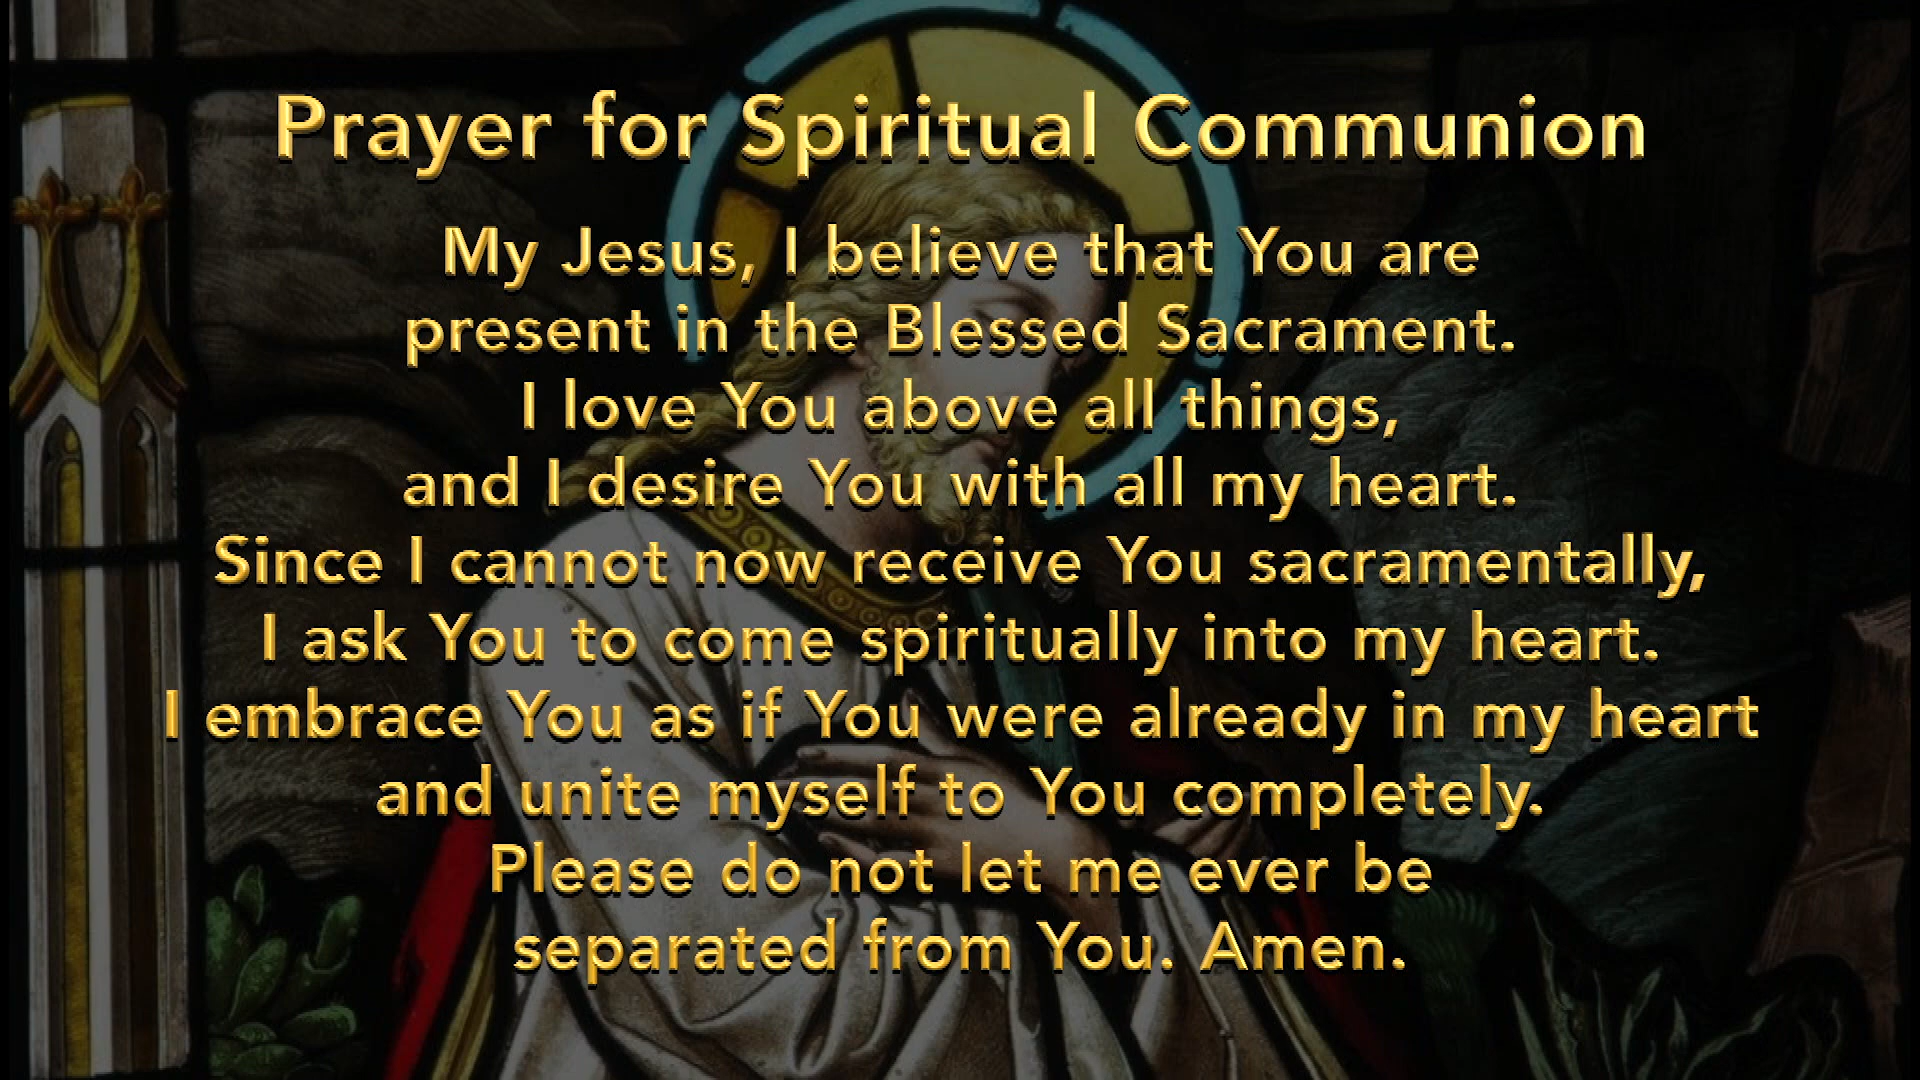 Prayer for Spiritual Communion
My Jesus, I believe that You are
present in the Blessed Sacrament.
I love You above all things,
and I desire You with all my heart.
Since I cannot now receive You sacramentally,
I ask You to come spiritually into my heart.
I embrace You as if You were already in my heart
and unite myself to You completely.
Please do not let me ever be
separated from You. Amen.